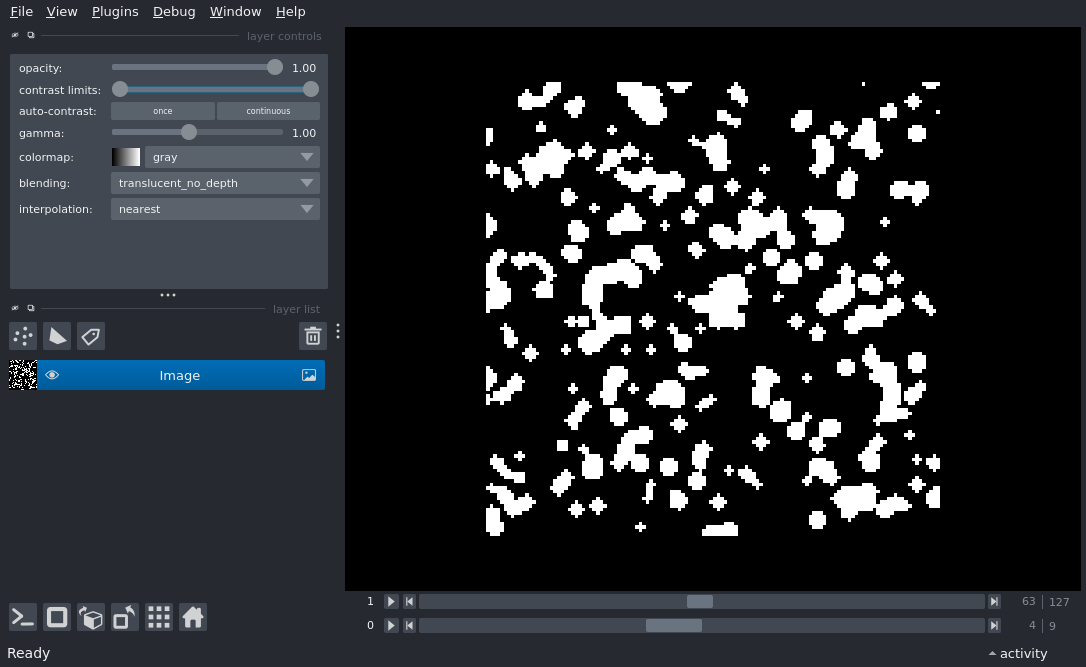 File View Plugins Debug Window Help
layer controls
opacity: 1.00
contrast limits:
auto-contrast: once continuous
gamma: 1.00
colormap: gray
blending: translucent_no_depth
interpolation: nearest
layer list
Image
1 63 127
0 4 9
Ready activity